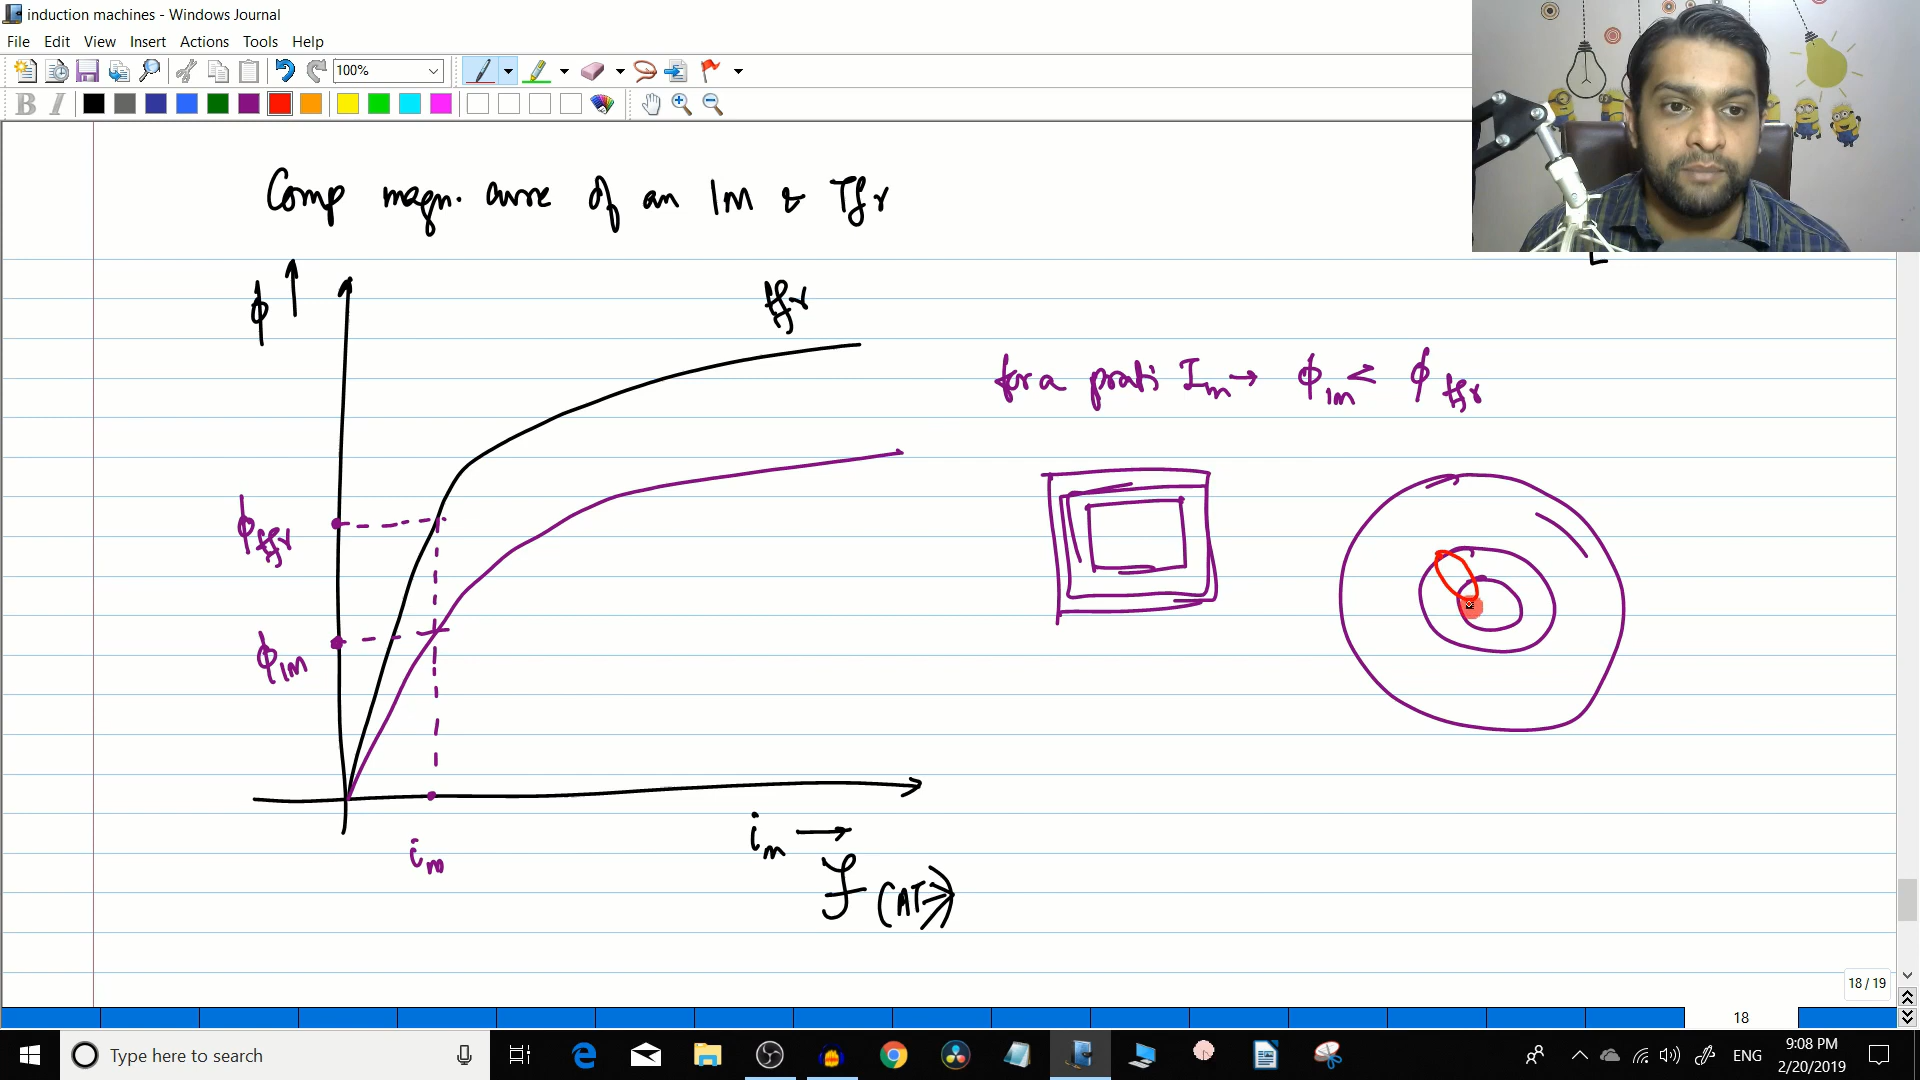 induction machines - Windows Journal
File Edit View Insert Actions Tools Help
100%
B I
Comp magn. curve of an IM & Tfr
ϕ
tfr
for a parti Im → ϕIM < ϕtfr
ϕtfr
ϕIM
im
im →
F (AT)
18 / 19
18
Type here to search
ENG
9:08 PM
2/20/2019